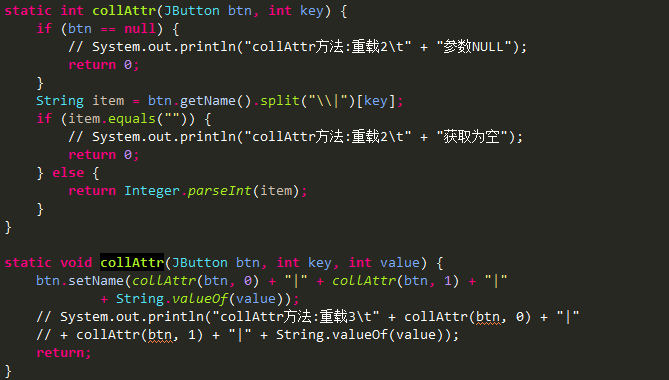 static int collAttr(JButton btn, int key) {
    if (btn == null) {
        // System.out.println("collAttr方法:重载2\t" + "参数NULL");
        return 0;
    }
    String item = btn.getName().split("\\|")[key];
    if (item.equals("")) {
        // System.out.println("collAttr方法:重载2\t" + "获取为空");
        return 0;
    } else {
        return Integer.parseInt(item);
    }
}

static void collAttr(JButton btn, int key, int value) {
    btn.setName(collAttr(btn, 0) + "|" + collAttr(btn, 1) + "|"
            + String.valueOf(value));
    // System.out.println("collAttr方法:重载3\t" + collAttr(btn, 0) + "|"
    // + collAttr(btn, 1) + "|" + String.valueOf(value));
    return;
}